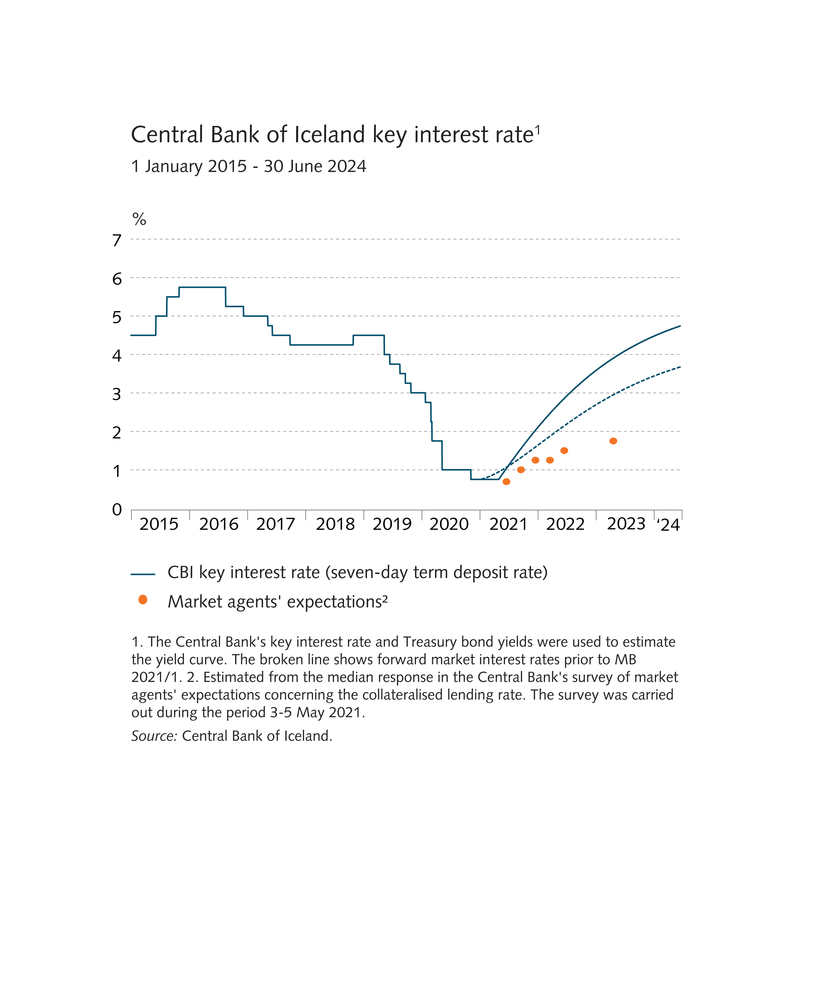 Central Bank of Iceland key interest rate¹
1 January 2015 - 30 June 2024
%
7
6
5
4
3
2
1
0
2015 2016 2017 2018 2019 2020 2021 2022 2023 ‘24
CBI key interest rate (seven-day term deposit rate)
Market agents' expectations²
1. The Central Bank's key interest rate and Treasury bond yields were used to estimate
the yield curve. The broken line shows forward market interest rates prior to MB
2021/1. 2. Estimated from the median response in the Central Bank's survey of market
agents' expectations concerning the collateralised lending rate. The survey was carried
out during the period 3-5 May 2021.
Source: Central Bank of Iceland.